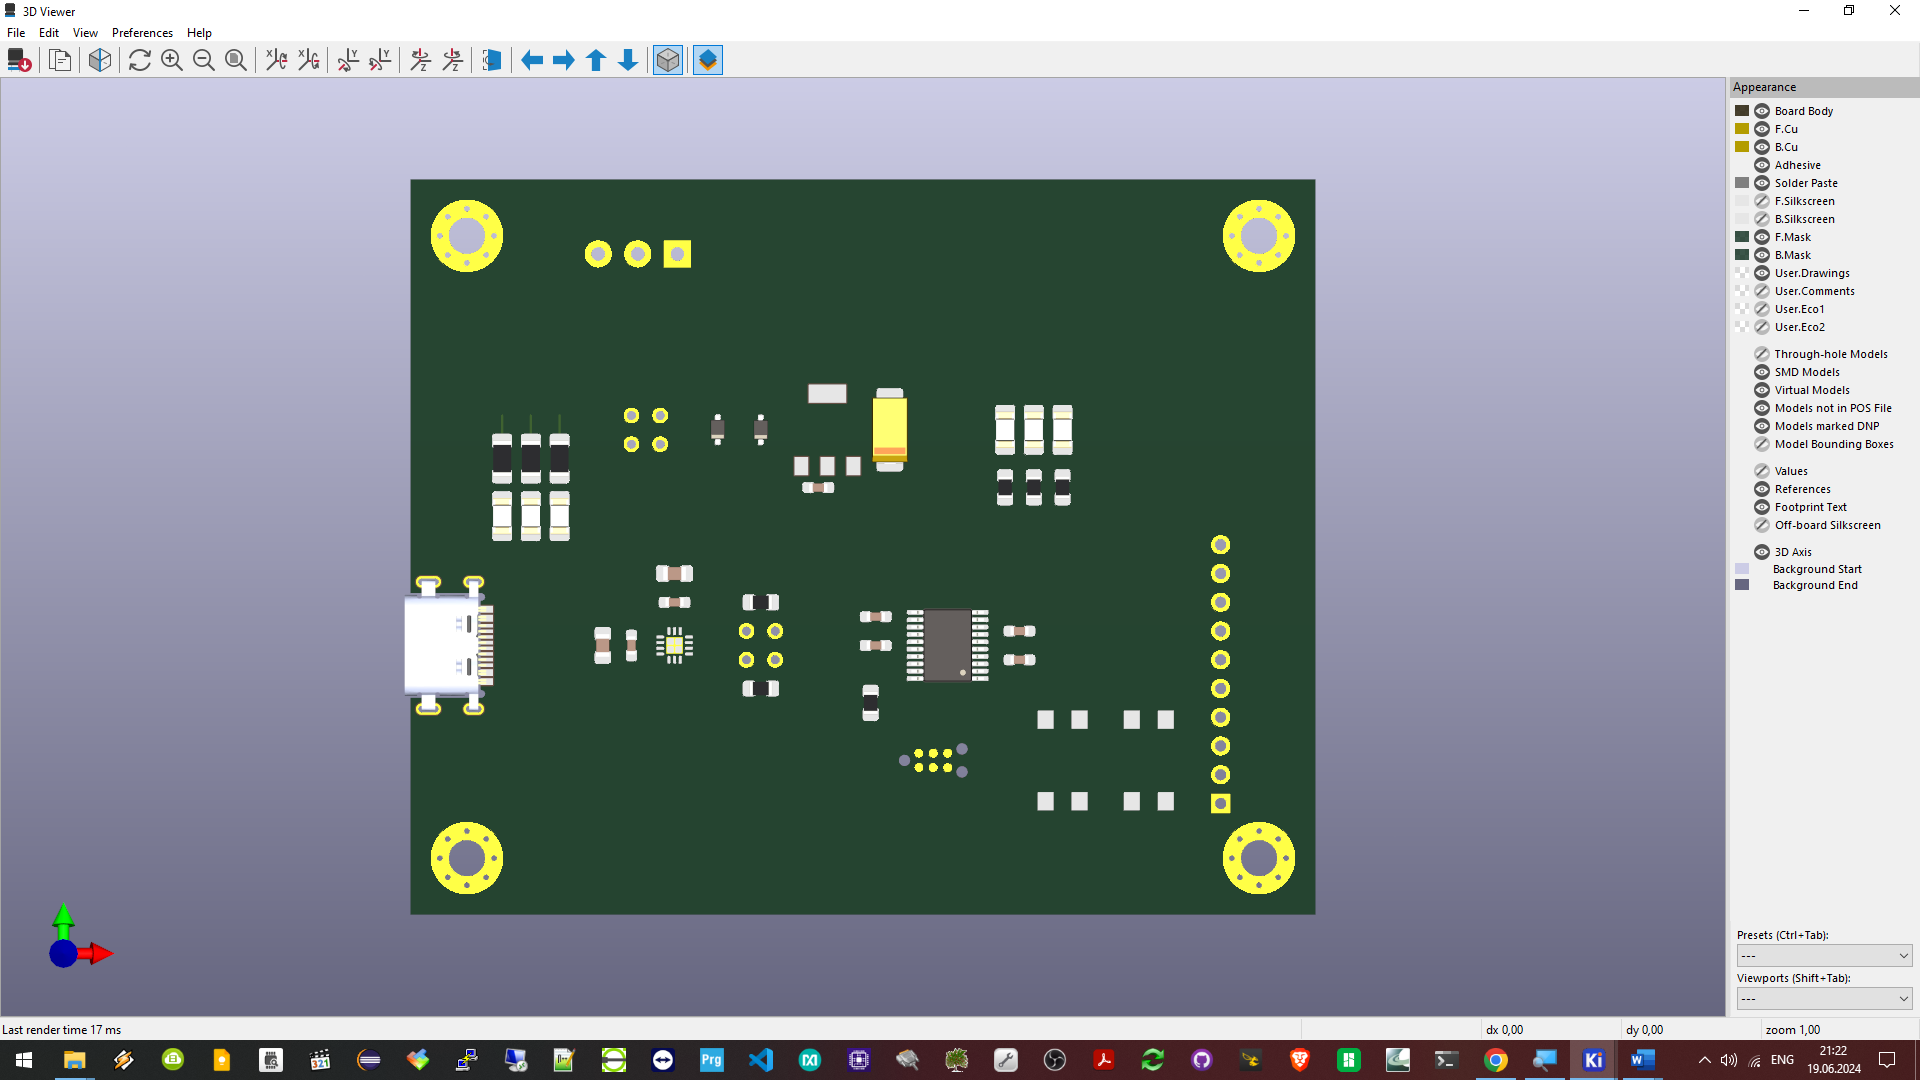 3D Viewer
File Edit View Preferences Help
Appearance
Board Body
F.Cu
B.Cu
Adhesive
Solder Paste
F.Silkscreen
B.Silkscreen
F.Mask
B.Mask
User.Drawings
User.Comments
User.Eco1
User.Eco2
Through-hole Models
SMD Models
Virtual Models
Models not in POS File
Models marked DNP
Model Bounding Boxes
Values
References
Footprint Text
Off-board Silkscreen
3D Axis
Background Start
Background End
Presets (Ctrl+Tab):
---
Viewports (Shift+Tab):
---
Last render time 17 ms
dx 0,00
dy 0,00
zoom 1,00
321
Prg
Ki
W
ENG
21:22
19.06.2024